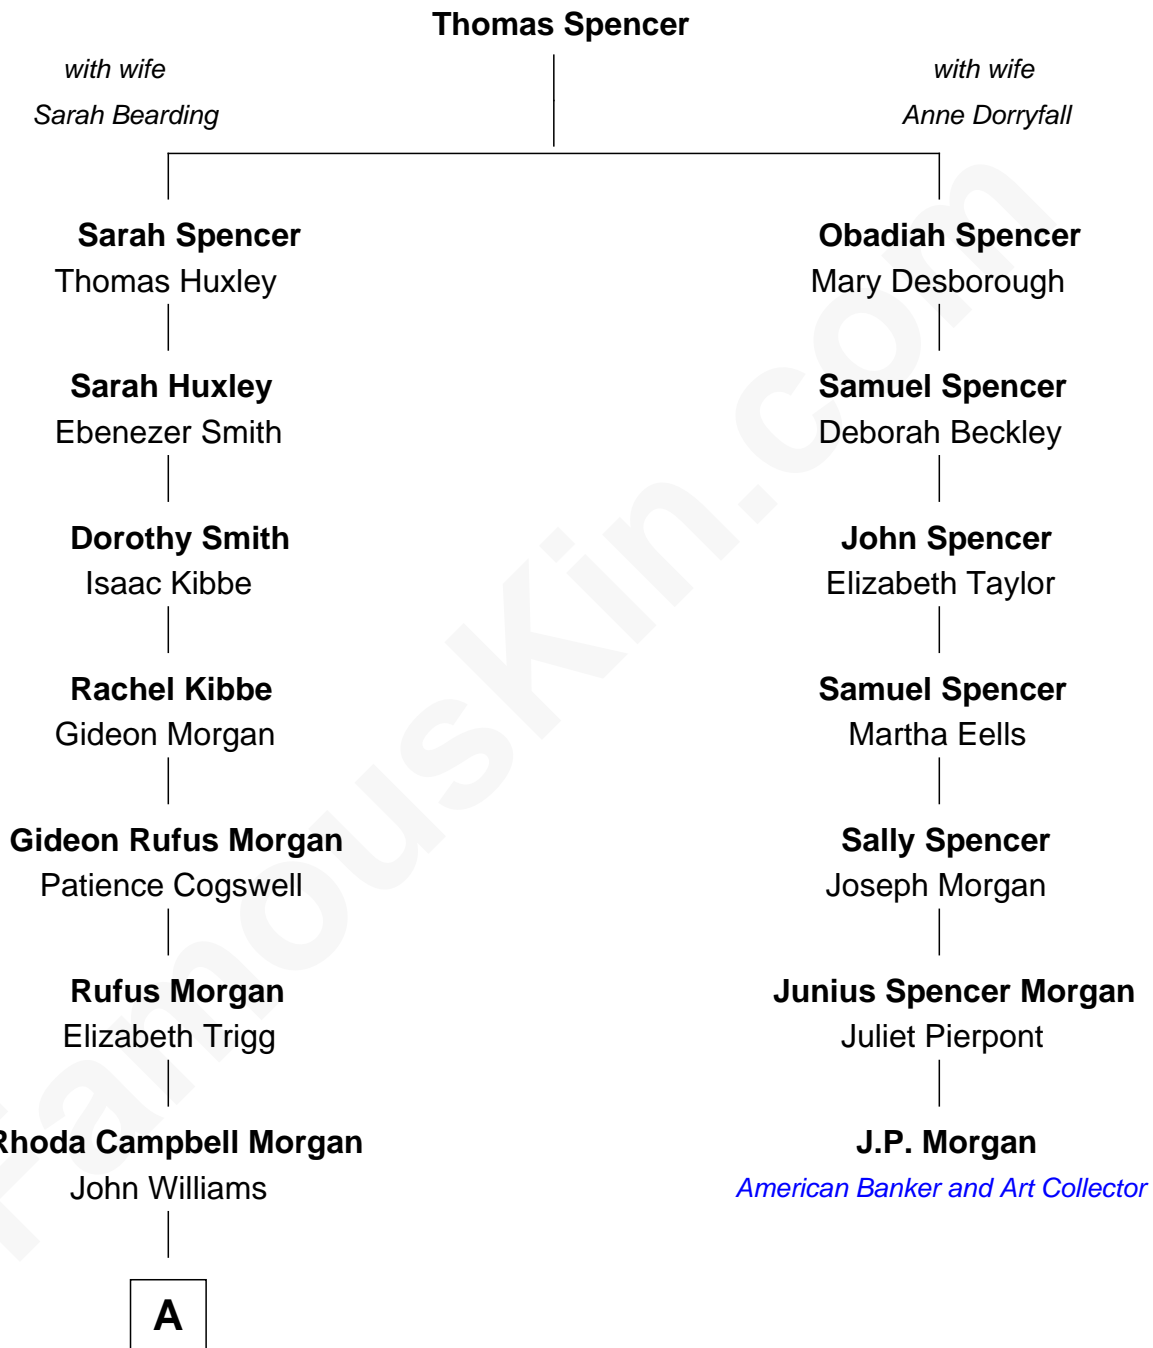 Thomas Spencer
with wife
Sarah Bearding
with wife
Anne Dorryfall
Sarah Spencer
Thomas Huxley
Obadiah Spencer
Mary Desborough
Sarah Huxley
Ebenezer Smith
Samuel Spencer
Deborah Beckley
Dorothy Smith
Isaac Kibbe
John Spencer
Elizabeth Taylor
Rachel Kibbe
Gideon Morgan
Samuel Spencer
Martha Eells
Gideon Rufus Morgan
Patience Cogswell
Sally Spencer
Joseph Morgan
Rufus Morgan
Elizabeth Trigg
Junius Spencer Morgan
Juliet Pierpont
Rhoda Campbell Morgan
John Williams
J.P. Morgan
American Banker and Art Collector
A
FamousKin.com